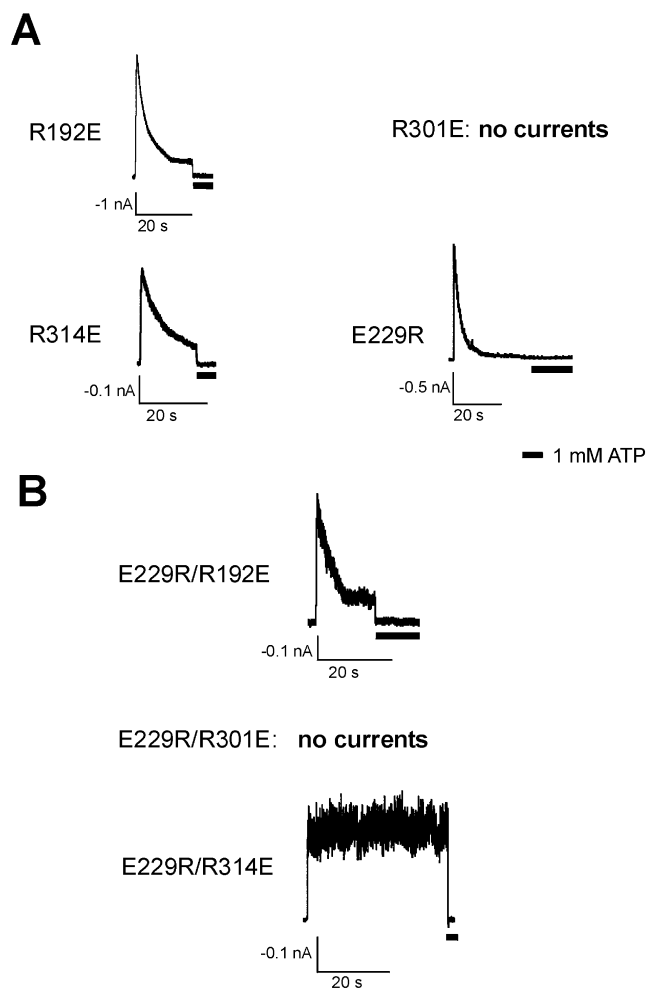 A
R192E
R301E: no currents
-1 nA
20 s
R314E
E229R
-0.1 nA
20 s
-0.5 nA
20 s
1 mM ATP
B
E229R/R192E
-0.1 nA
20 s
E229R/R301E: no currents
E229R/R314E
-0.1 nA
20 s